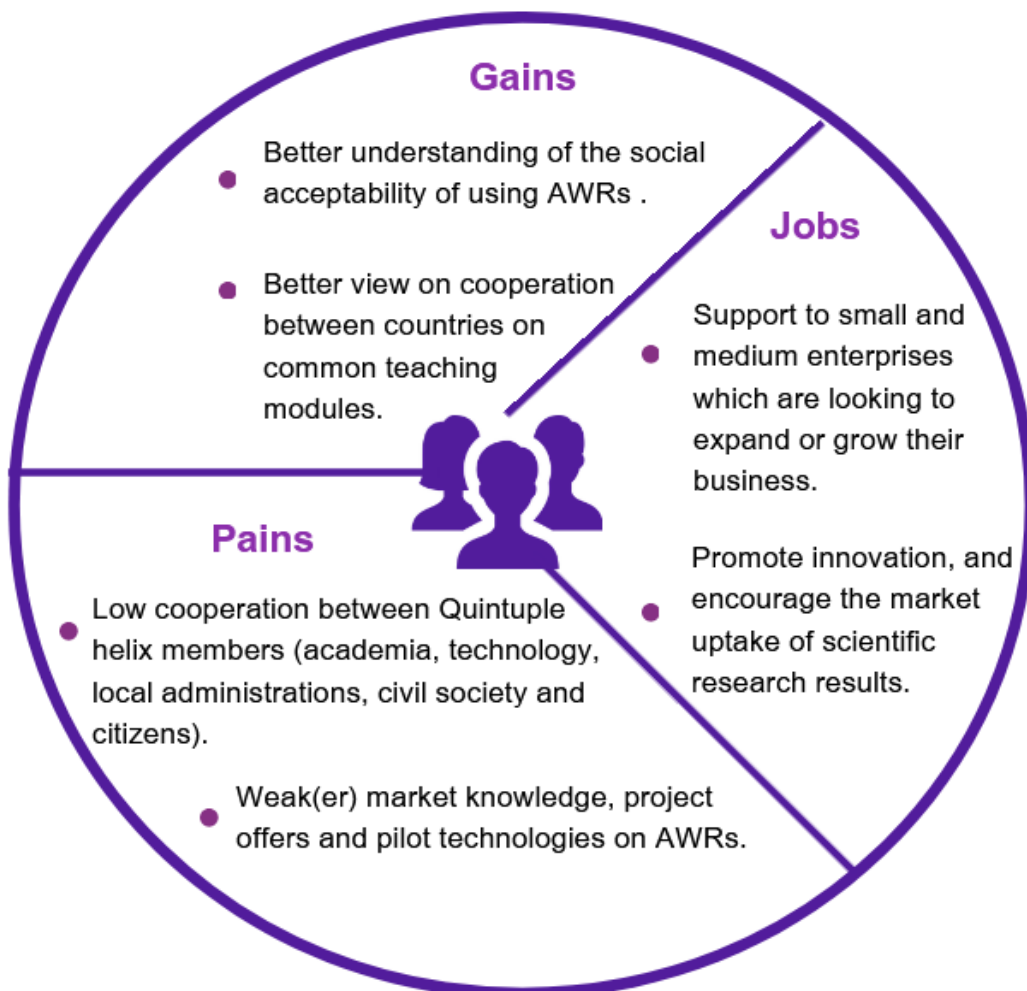 Gains
Better understanding of the social
acceptability of using AWRs .
Better view on cooperation
between countries on
common teaching
modules.
Jobs
Support to small and
medium enterprises
which are looking to
expand or grow their
business.
Promote innovation, and
encourage the market
uptake of scientific
research results.
Pains
Low cooperation between Quintuple
helix members (academia, technology,
local administrations, civil society and
citizens).
Weak(er) market knowledge, project
offers and pilot technologies on AWRs.